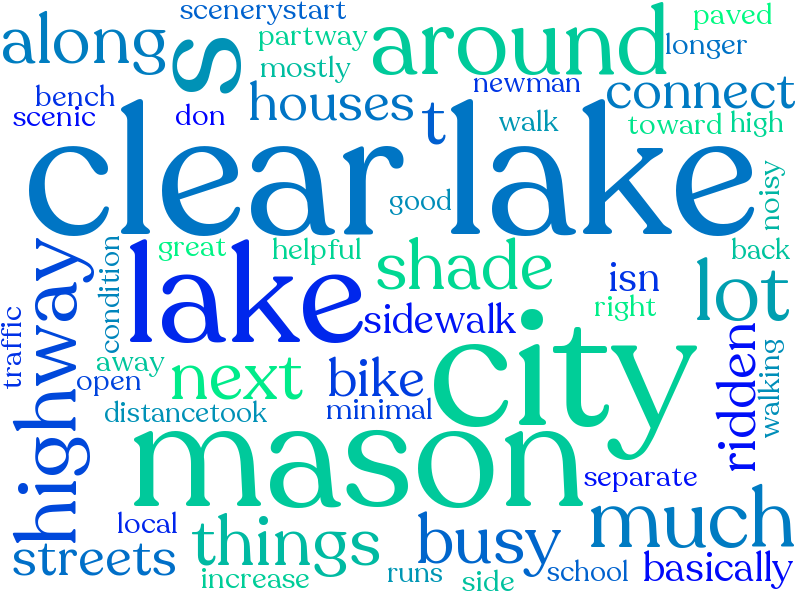 scenerystart
paved
along
s
partway
around
longer
mostly
newman
connect
bench
houses
scenic
don
t
walk
toward
high
clear lake
good
noisy
highway
condition
great
helpful
shade
back
lake
isn
lot
right
sidewalk
traffic
away
open
next
bike
city
ridden
walking
distancetook
minimal
mason
separate
local
things
busy
much
streets
increase
runs
side
school
basically